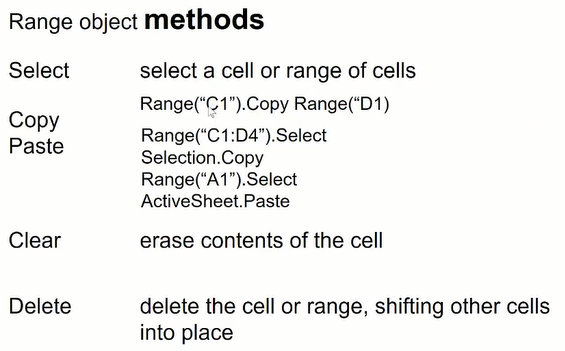 Range object methods
Select select a cell or range of cells
Copy
Paste
Range(“C1”).Copy Range(“D1)
Range(“C1:D4”).Select
Selection.Copy
Range(“A1”).Select
ActiveSheet.Paste
Clear erase contents of the cell
Delete delete the cell or range, shifting other cells
into place